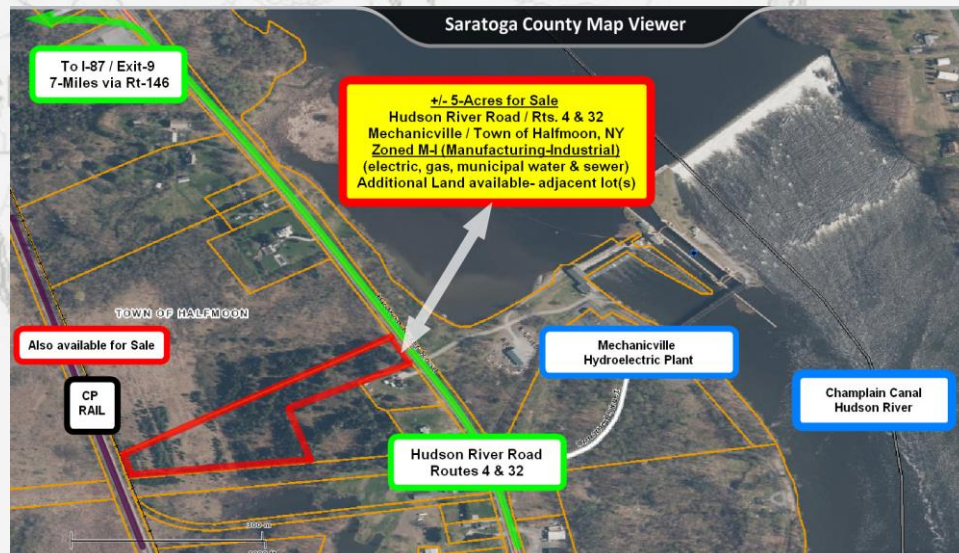 Saratoga County Map Viewer
To I-87 / Exit-9
7-Miles via Rt-146
+/- 5-Acres for Sale
Hudson River Road / Rts. 4 & 32
Mechanicville / Town of Halfmoon, NY
Zoned M-I (Manufacturing-Industrial)
(electric, gas, municipal water & sewer)
Additional Land available- adjacent lot(s)
TOWN OF HALFMOON
Also available for Sale
CP
RAIL
Mechanicville
Hydroelectric Plant
Champlain Canal
Hudson River
Hudson River Road
Routes 4 & 32
300 m